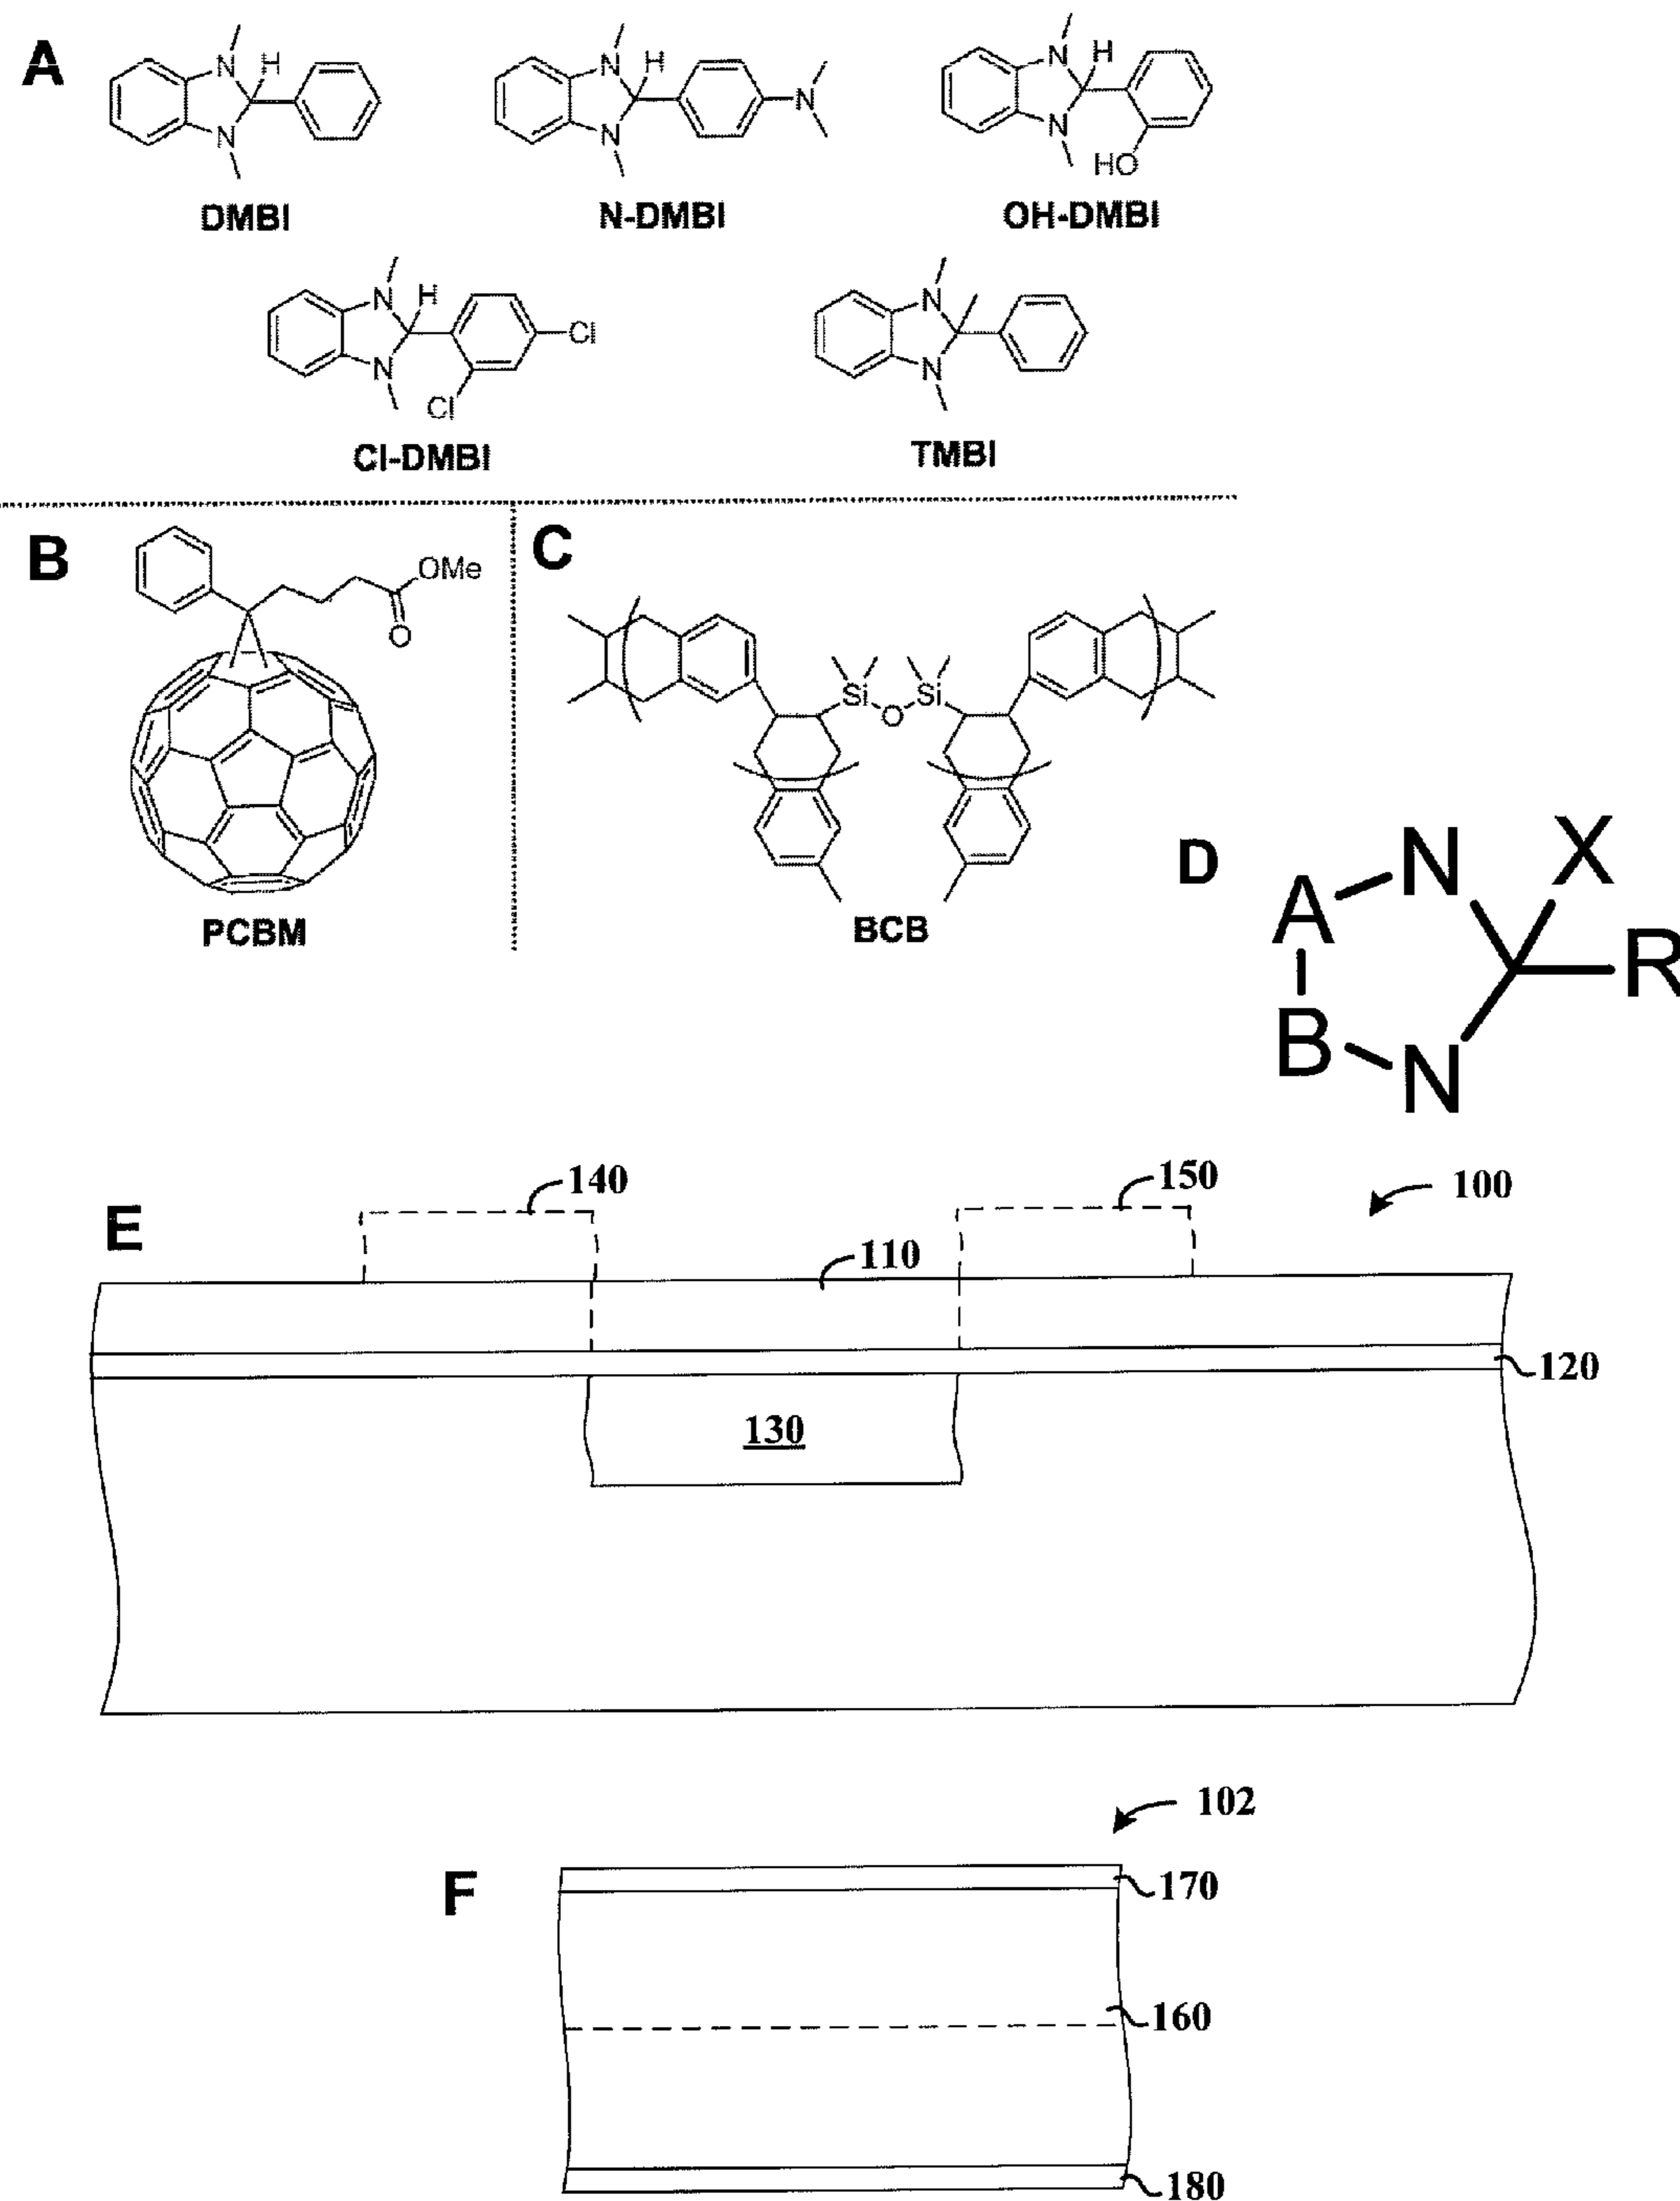 A
N H
N
DMBI
N H
N
N
N-DMBI
N H
N
HO
OH-DMBI
N H
N
Cl
Cl
Cl-DMBI
N
N
TMBI
B
OMe
O
PCBM
C
Si Si
O
BCB
D
N X
A
R
B
N
E
140
150
100
110
120
130
102
F
170
160
180